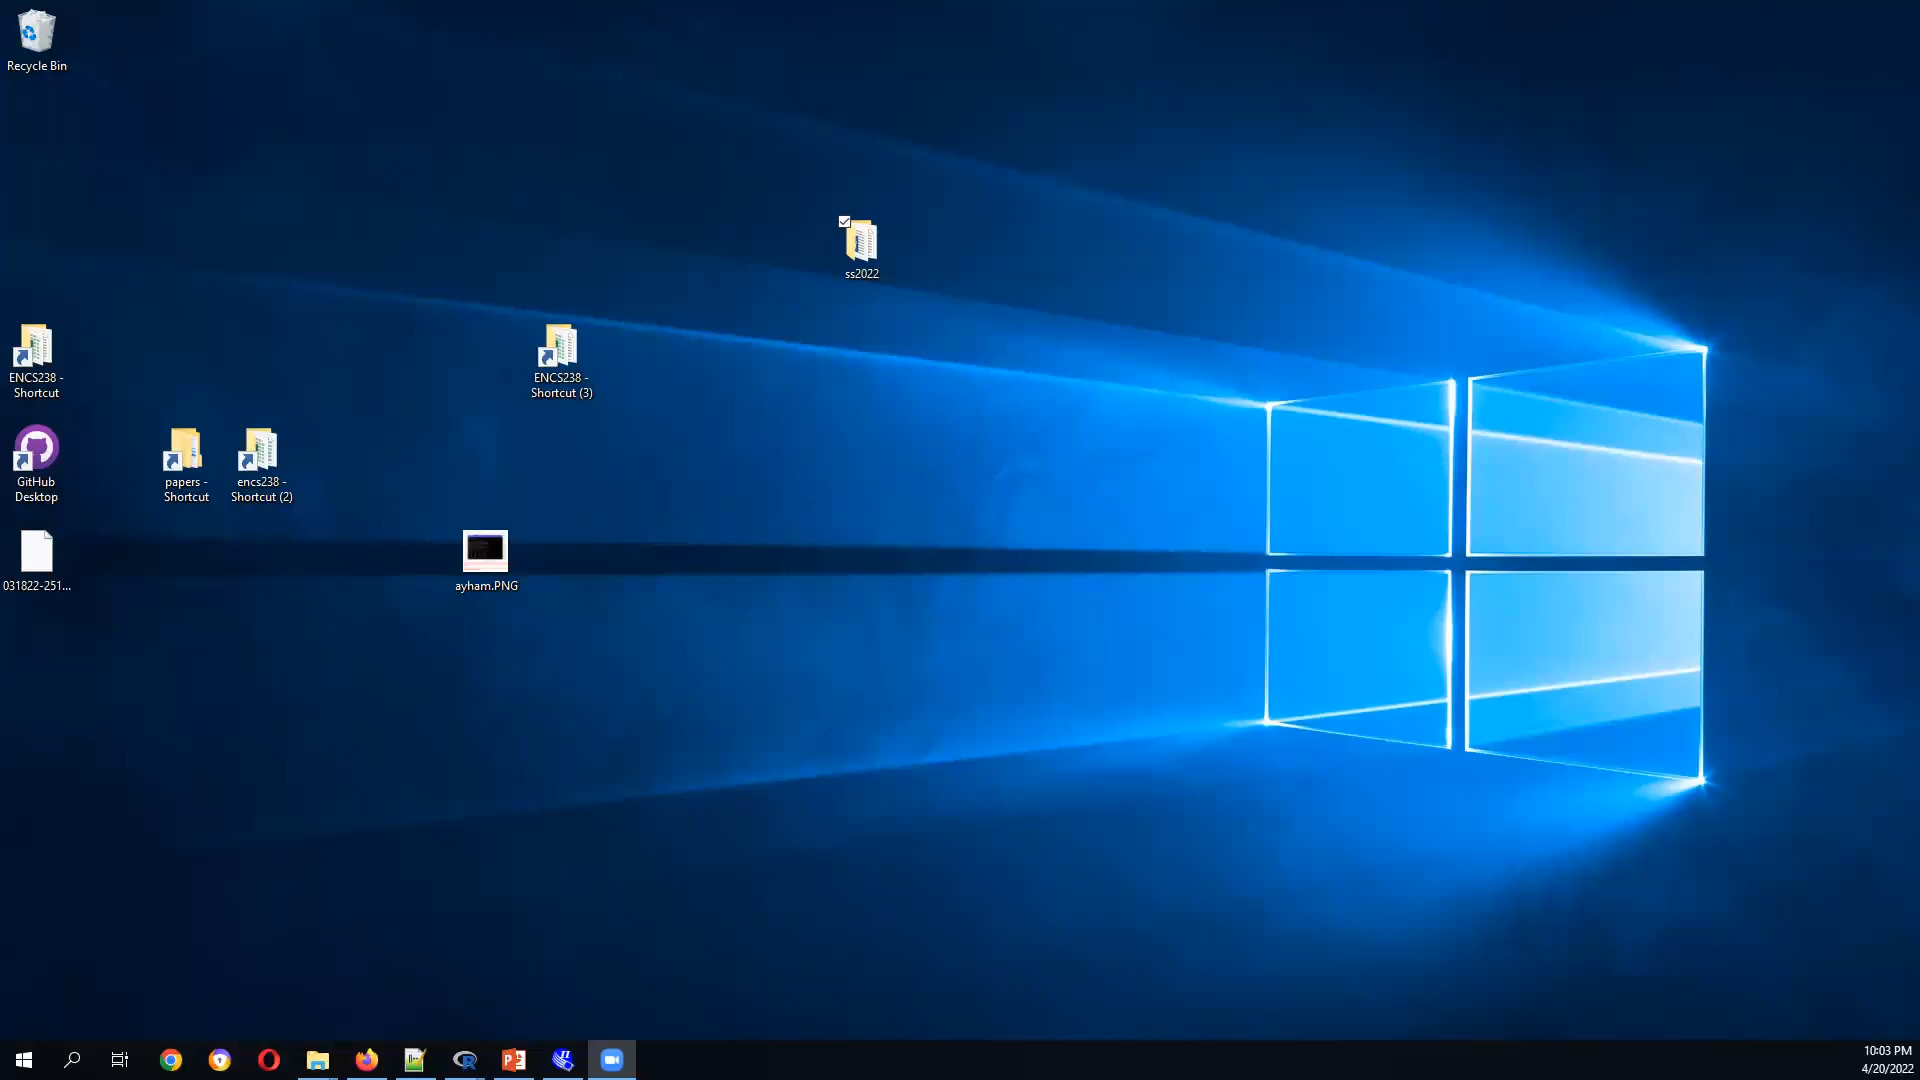 Recycle Bin
ss2022
ENCS238 -
Shortcut
ENCS238 -
Shortcut (3)
GitHub
Desktop
papers -
Shortcut
encs238 -
Shortcut (2)
031822-251...
ayham.PNG
10:03 PM
4/20/2022